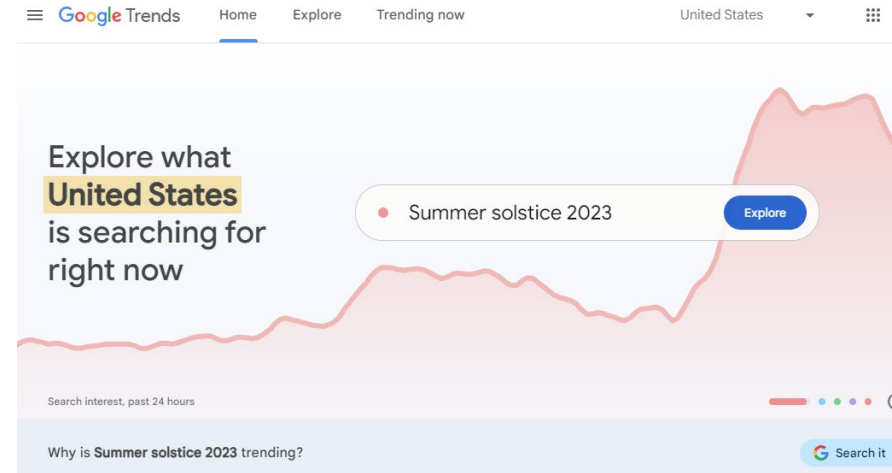 Google Trends Home Explore Trending now United States
Explore what
United States
is searching for
right now
Summer solstice 2023 Explore
Search interest, past 24 hours
Why is Summer solstice 2023 trending? Search it